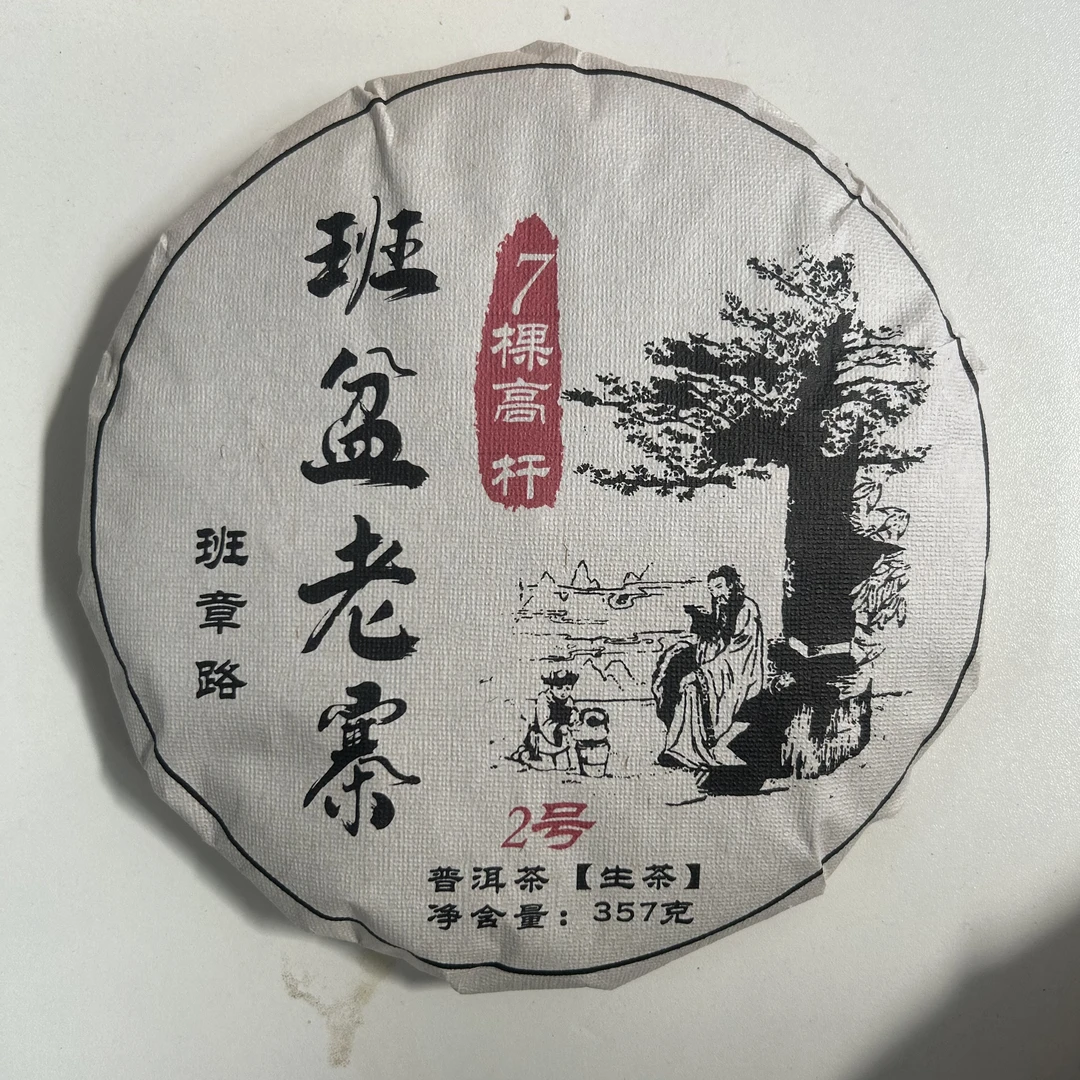 班盆老寨
班章路
7棵高杆
2号
普洱茶【生茶】
净含量：357克